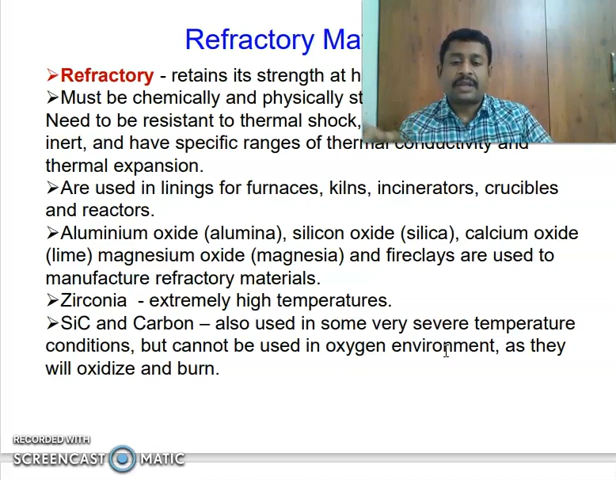 Refractory Ma
➢Refractory - retains its strength at h
➢Must be chemically and physically st
Need to be resistant to thermal shock,
inert, and have specific ranges of thermal conductivity and
thermal expansion.
➢Are used in linings for furnaces, kilns, incinerators, crucibles
and reactors.
➢Aluminium oxide (alumina), silicon oxide (silica), calcium oxide
(lime) magnesium oxide (magnesia) and fireclays are used to
manufacture refractory materials.
➢Zirconia - extremely high temperatures.
➢SiC and Carbon – also used in some very severe temperature
conditions, but cannot be used in oxygen environment, as they
will oxidize and burn.
RECORDED WITH
SCREENCAST MATIC